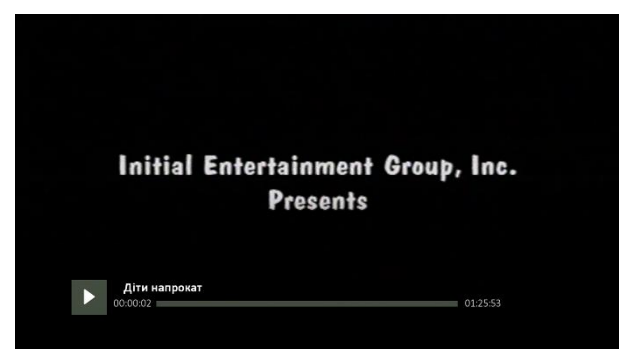 Initial Entertainment Group, Inc.
Presents
Діти напрокат
00:00:02 01:25:53